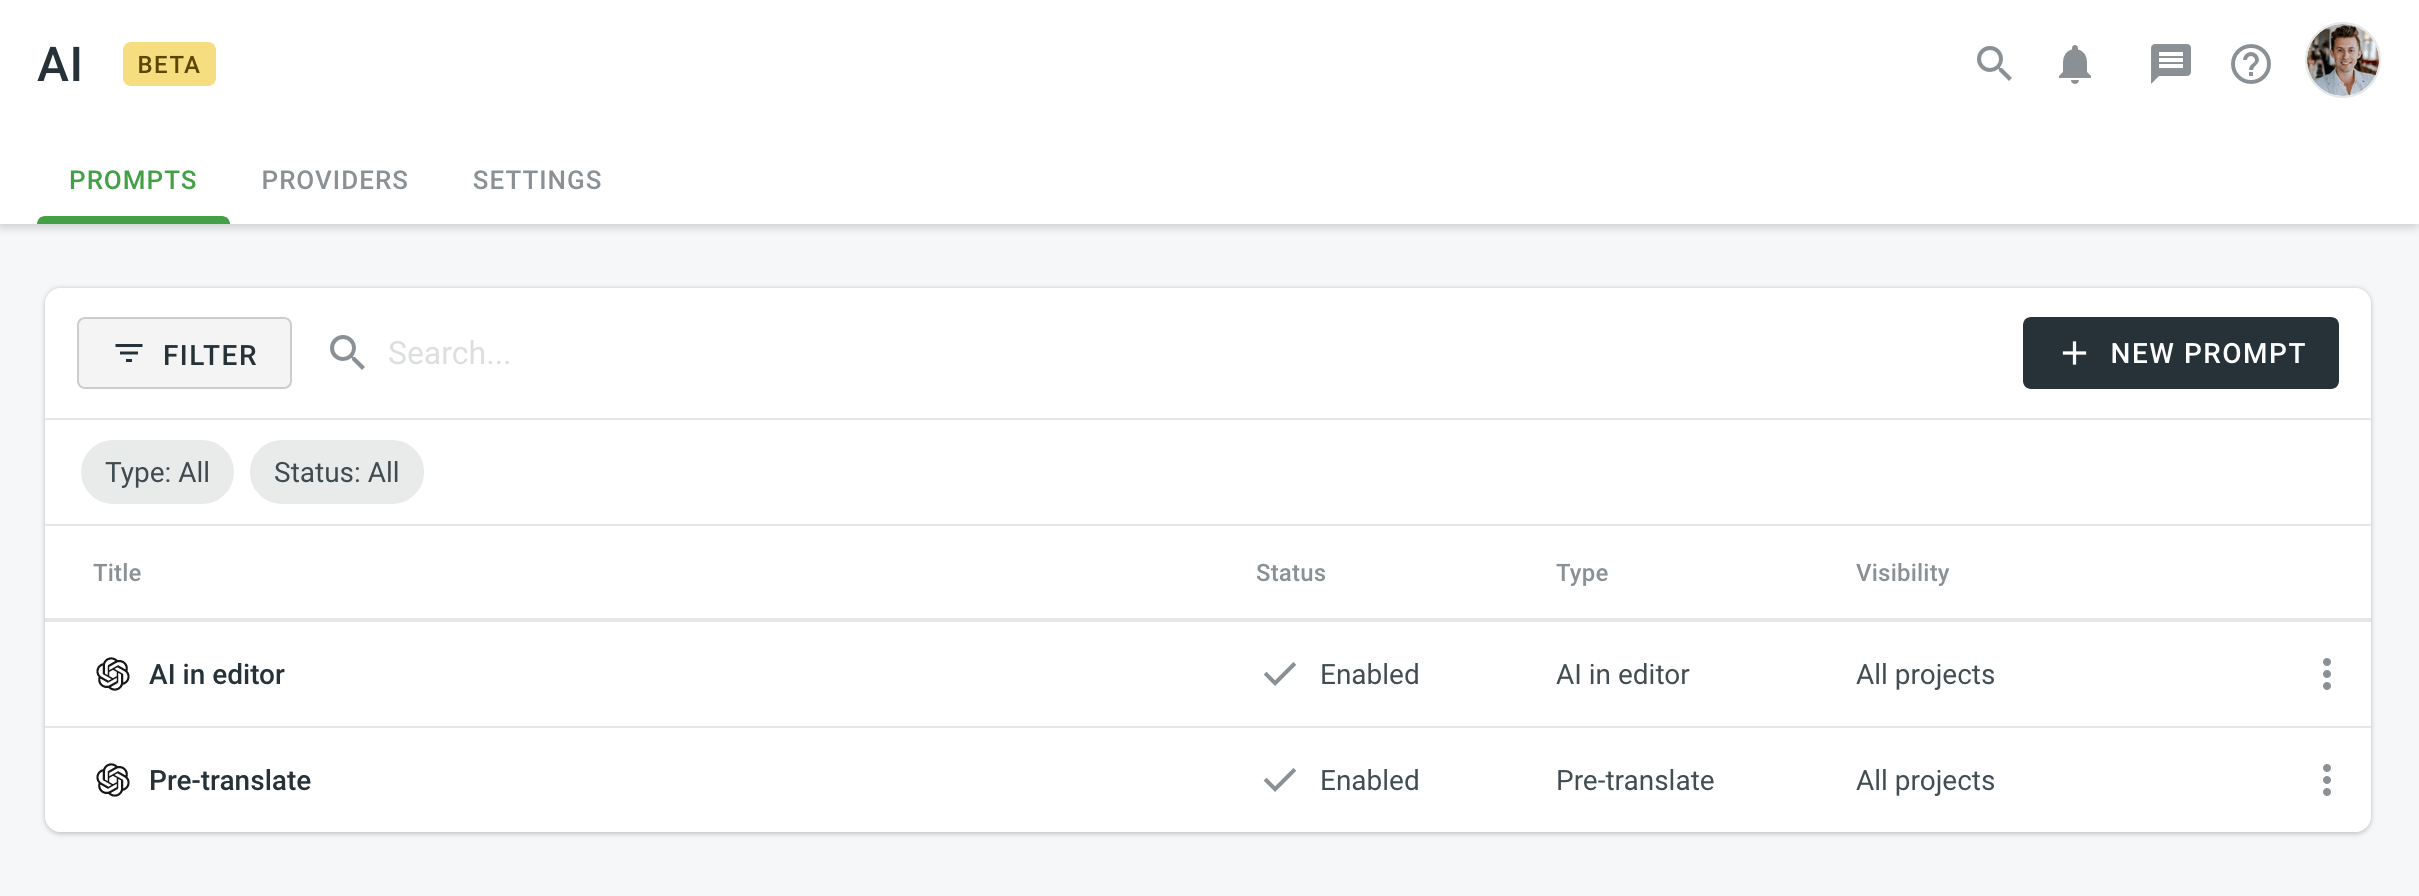 AI BETA
PROMPTS PROVIDERS SETTINGS
FILTER Search... NEW PROMPT
Type: All Status: All
Title Status Type Visibility
AI in editor Enabled AI in editor All projects
Pre-translate Enabled Pre-translate All projects